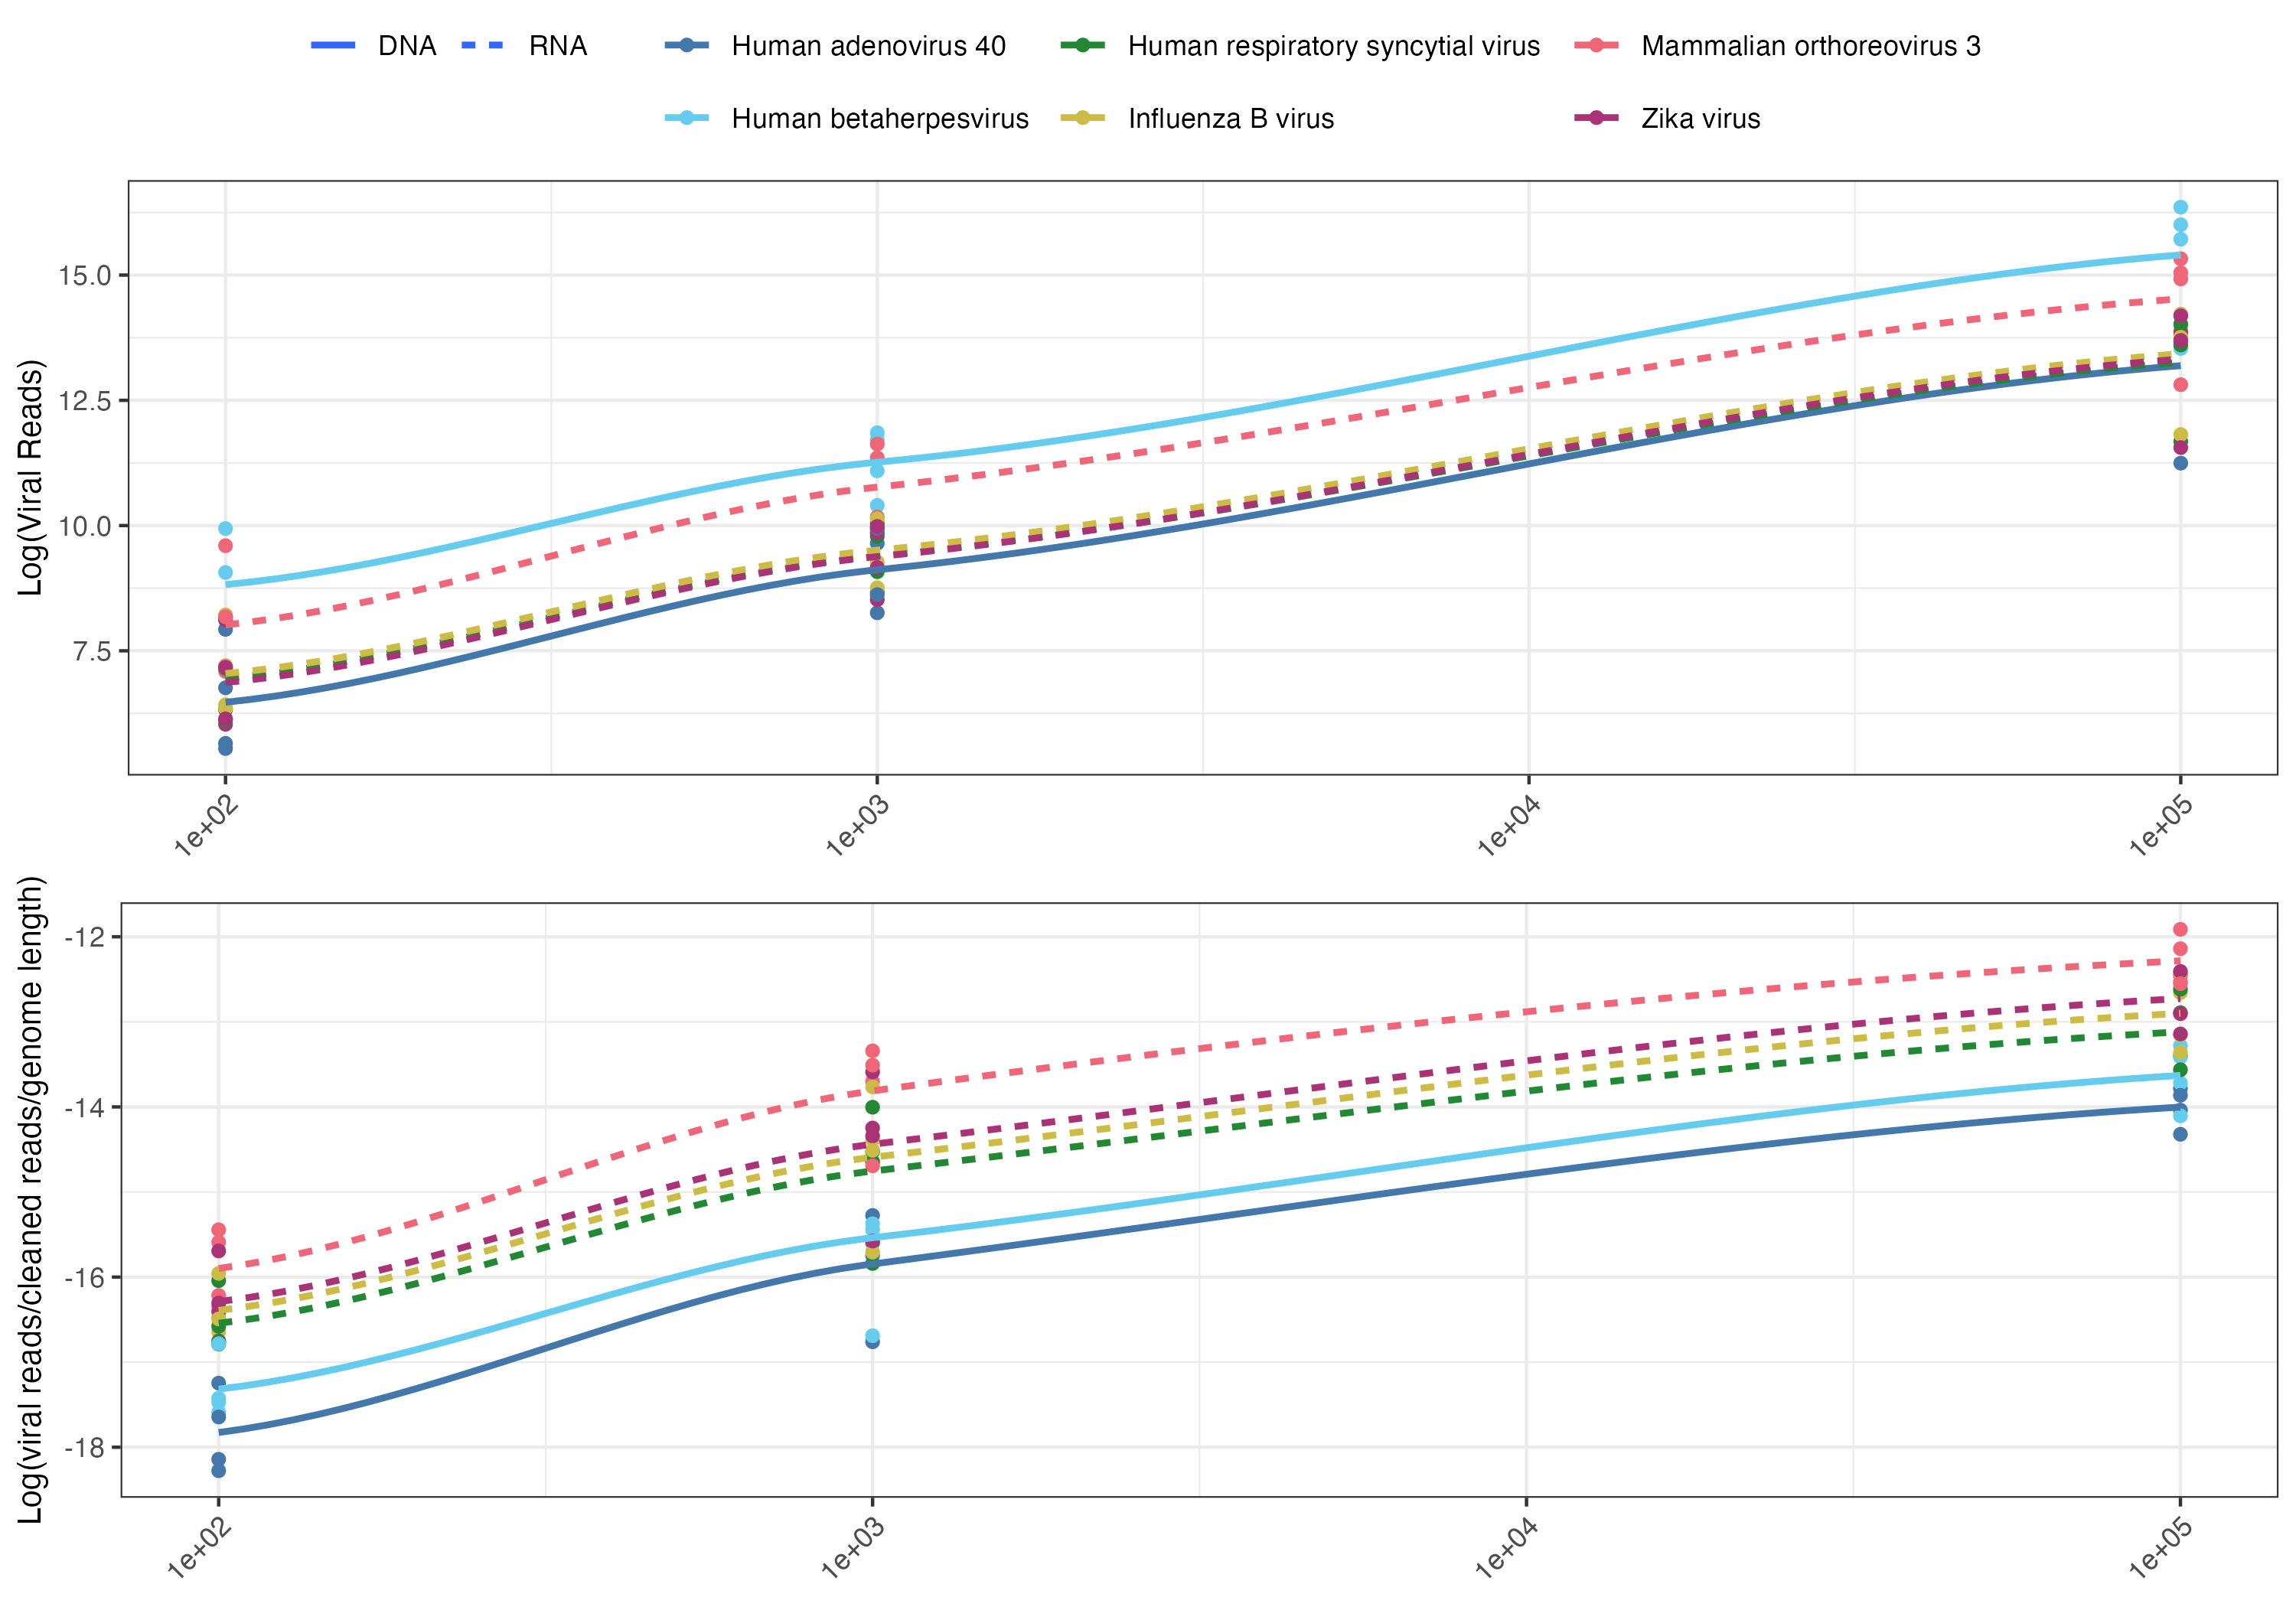 DNA RNA Human adenovirus 40 Human respiratory syncytial virus Mammalian orthoreovirus 3
Human betaherpesvirus Influenza B virus Zika virus
Log(Viral Reads)
15.0
12.5
10.0
7.5
1e+02 1e+03 1e+04 1e+05
Log(viral reads/cleaned reads/genome length)
-12
-14
-16
-18
1e+02 1e+03 1e+04 1e+05